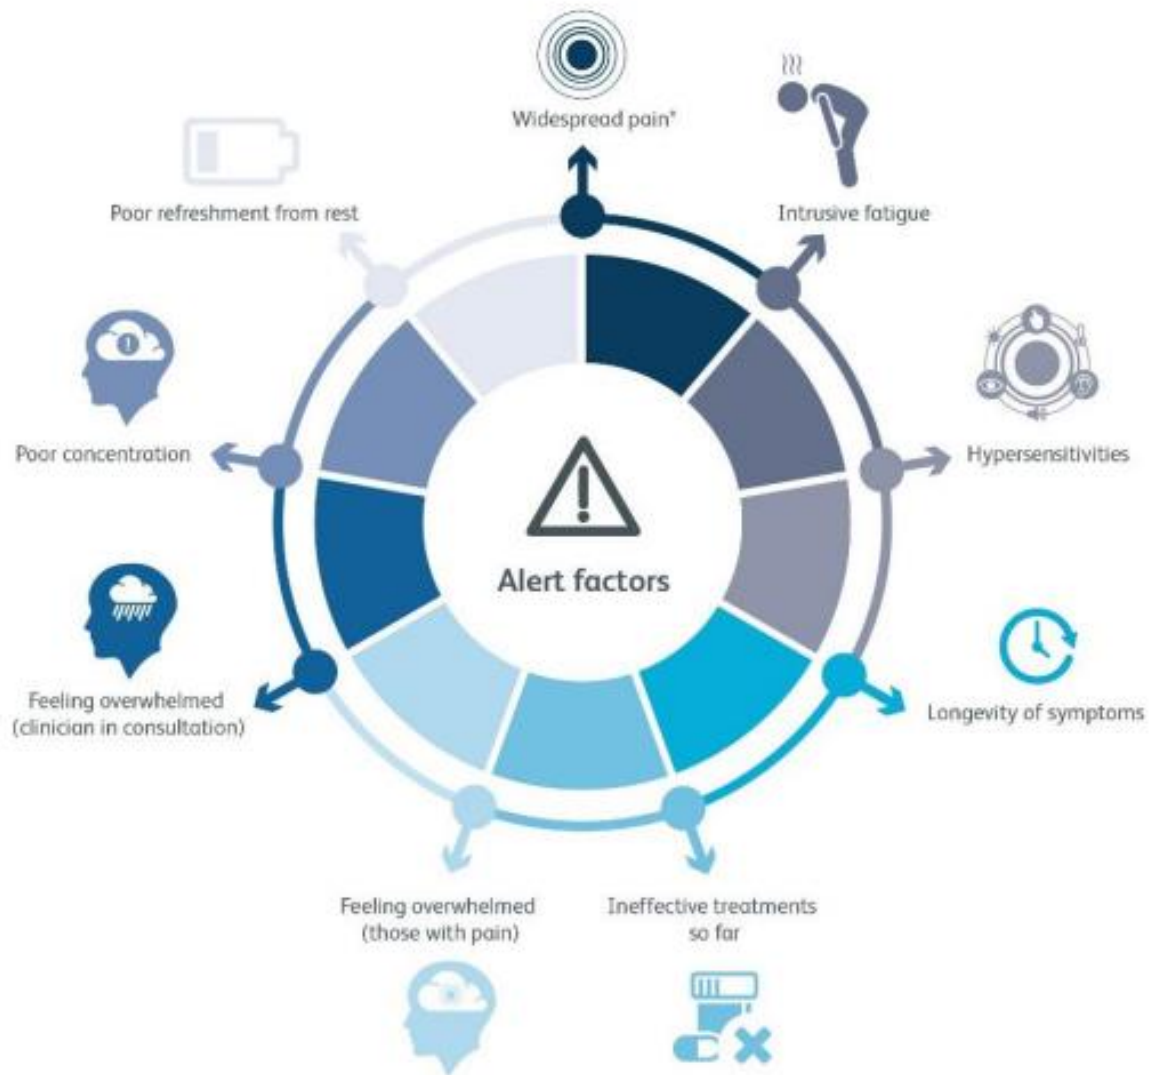 Widespread pain*
Intrusive fatigue
Hypersensitivities
Longevity of symptoms
Ineffective treatments
so far
Feeling overwhelmed
(those with pain)
Feeling overwhelmed
(clinician in consultation)
Poor concentration
Poor refreshment from rest
Alert factors